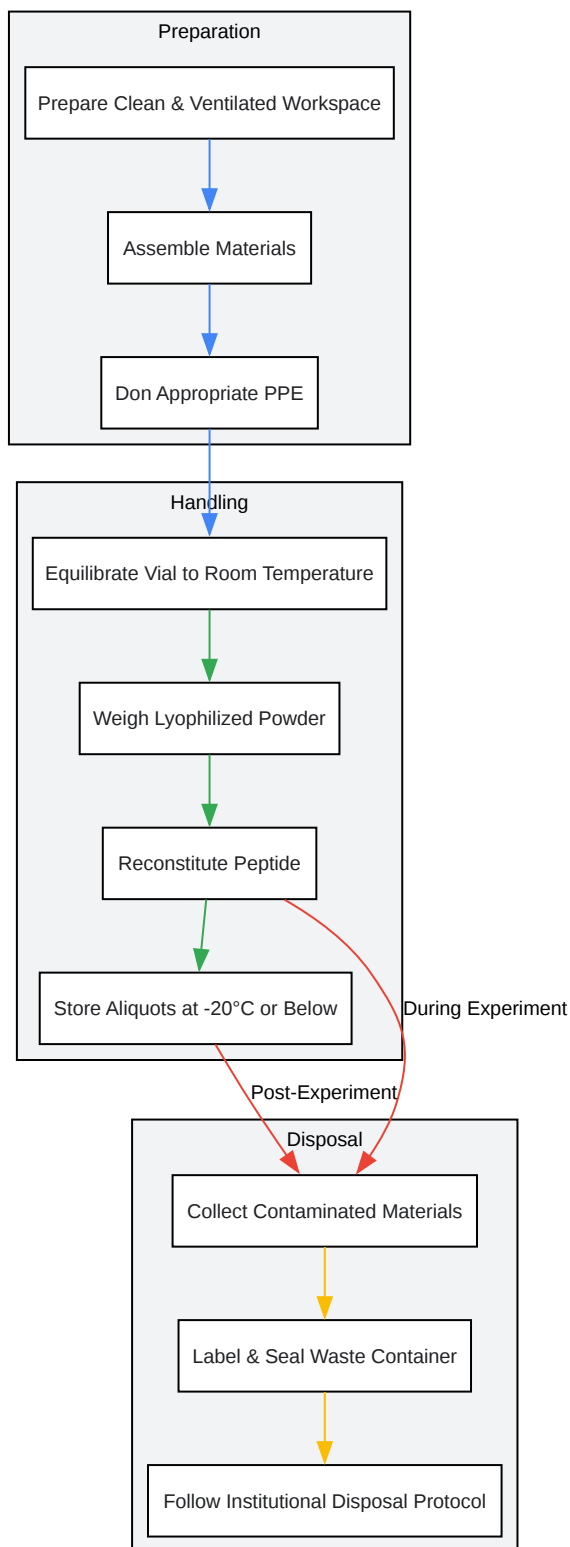 Preparation
Prepare Clean & Ventilated Workspace
Assemble Materials
Don Appropriate PPE
Handling
Equilibrate Vial to Room Temperature
Weigh Lyophilized Powder
Reconstitute Peptide
Store Aliquots at -20°C or Below
During Experiment
Post-Experiment
Disposal
Collect Contaminated Materials
Label & Seal Waste Container
Follow Institutional Disposal Protocol